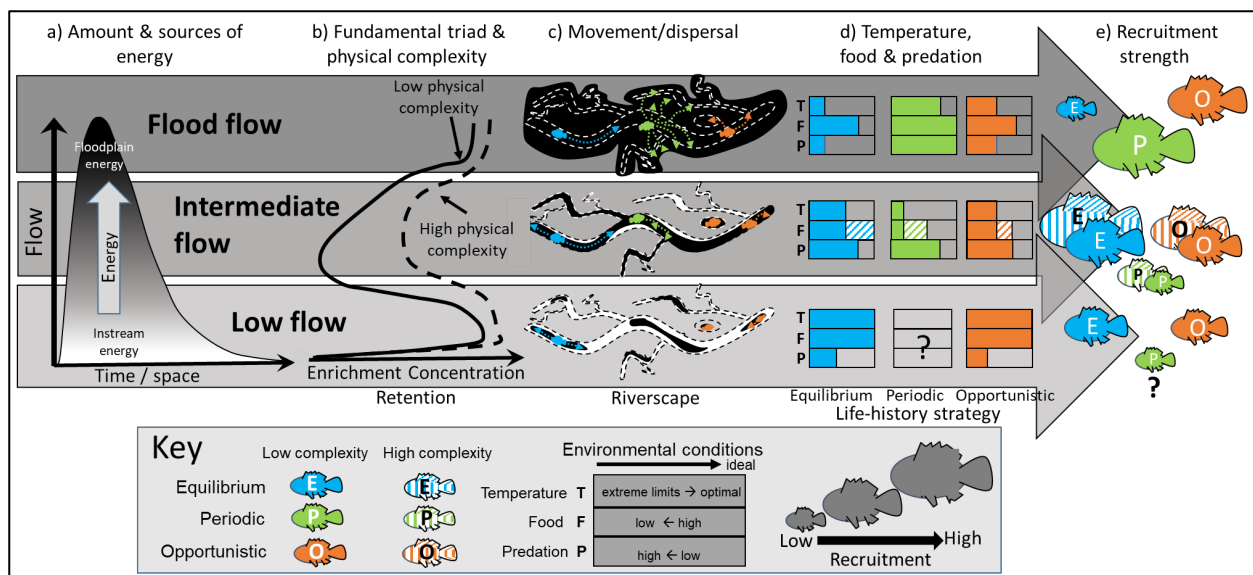 a) Amount & sources of
energy
b) Fundamental triad &
physical complexity
c) Movement/dispersal
d) Temperature,
food & predation
e) Recruitment
strength
Low physical
complexity
Flood flow
Floodplain
energy
Flow
Energy
Intermediate
flow
High physical
complexity
Instream
energy
Low flow
Time / space
Enrichment Concentration
Retention
Riverscape
T
F
P
T
F
P
T
F
P
?
Equilibrium Periodic Opportunistic
Life-history strategy
E
O
P
E
E
O
O
P
P
E
O
P
?
Key
Low complexity
High complexity
Equilibrium E E
Periodic P P
Opportunistic O O
Environmental conditions
ideal
Temperature T extreme limits → optimal
Food F low ← high
Predation P high ← low
Low High
Recruitment